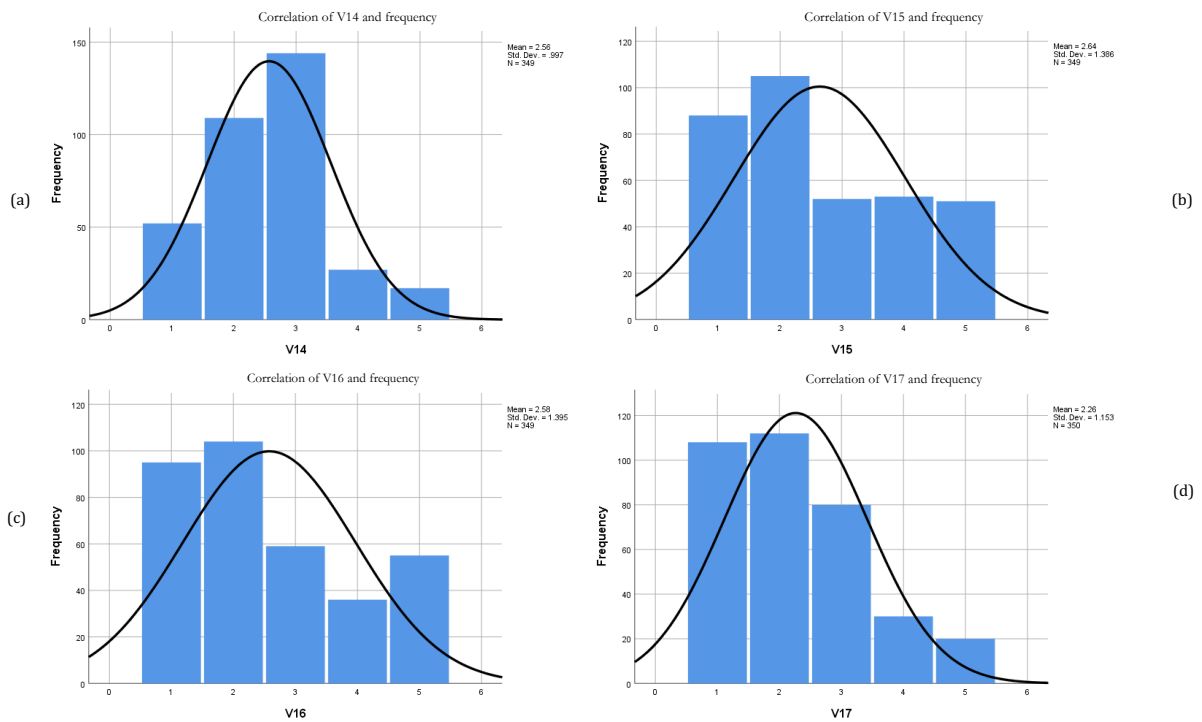 Correlation of V14 and frequency
Mean = 2.56
Std. Dev. = .997
N = 349
150
100
50
0
Frequency
0 1 2 3 4 5 6
V14
(a)
Correlation of V15 and frequency
Mean = 2.64
Std. Dev. = 1.386
N = 349
120
100
80
60
40
20
0
Frequency
0 1 2 3 4 5 6
V15
(b)
Correlation of V16 and frequency
Mean = 2.58
Std. Dev. = 1.395
N = 349
120
100
80
60
40
20
0
Frequency
0 1 2 3 4 5 6
V16
(c)
Correlation of V17 and frequency
Mean = 2.26
Std. Dev. = 1.153
N = 350
120
100
80
60
40
20
0
Frequency
0 1 2 3 4 5 6
V17
(d)